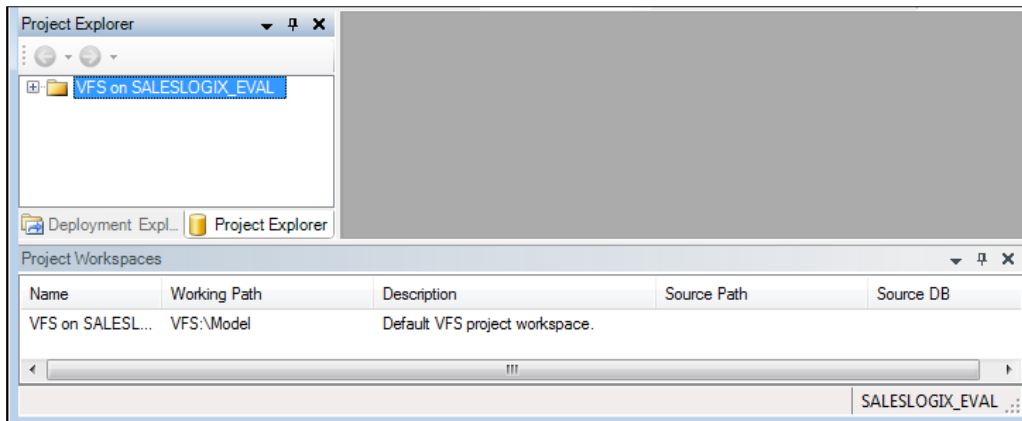 Project Explorer
VFS on SALESLOGIX_EVAL
Deployment Expl... Project Explorer
Project Workspaces
Name Working Path Description Source Path Source DB
VFS on SALESL... VFS:\Model Default VFS project workspace.
SALESLOGIX_EVAL